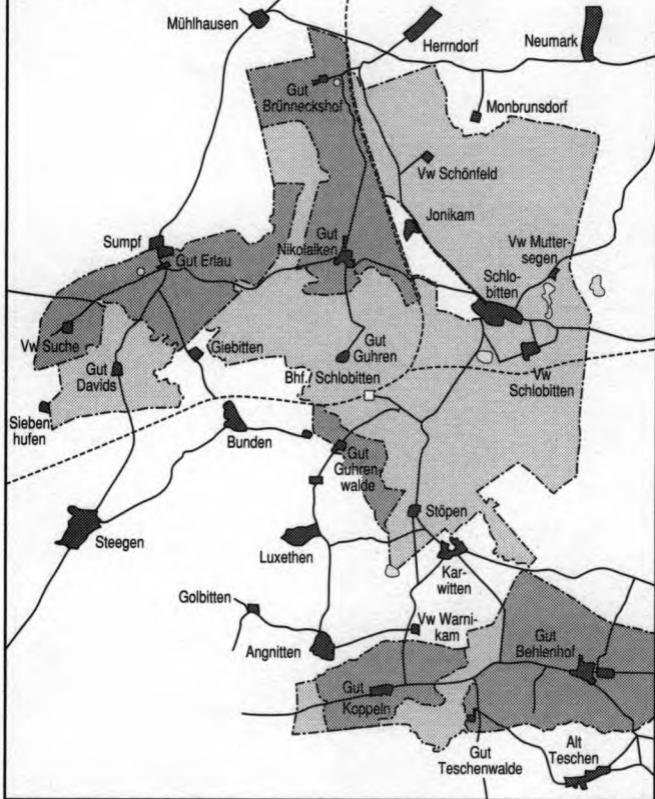 Mühlhausen
Herrndorf
Neumark
Gut
Brünneckshof
Monbrunsdorf
Vw Schönfeld
Jonikam
Sumpf
Gut Erlau
Gut
Nikolaiken
Vw Mutter-
segen
Schlo-
bitten
Vw Suche
Gut
Davids
Giebitten
Gut
Guhren
Bhf. Schlobitten
Vw
Schlobitten
Sieben
hufen
Bunden
Gut
Guhren-
walde
Steegen
Stöpen
Luxethen
Kar-
witten
Golbitten
Vw Warni-
kam
Angnitten
Gut
Behlenhof
Gut
Koppeln
Gut
Teschenwalde
Alt
Teschen